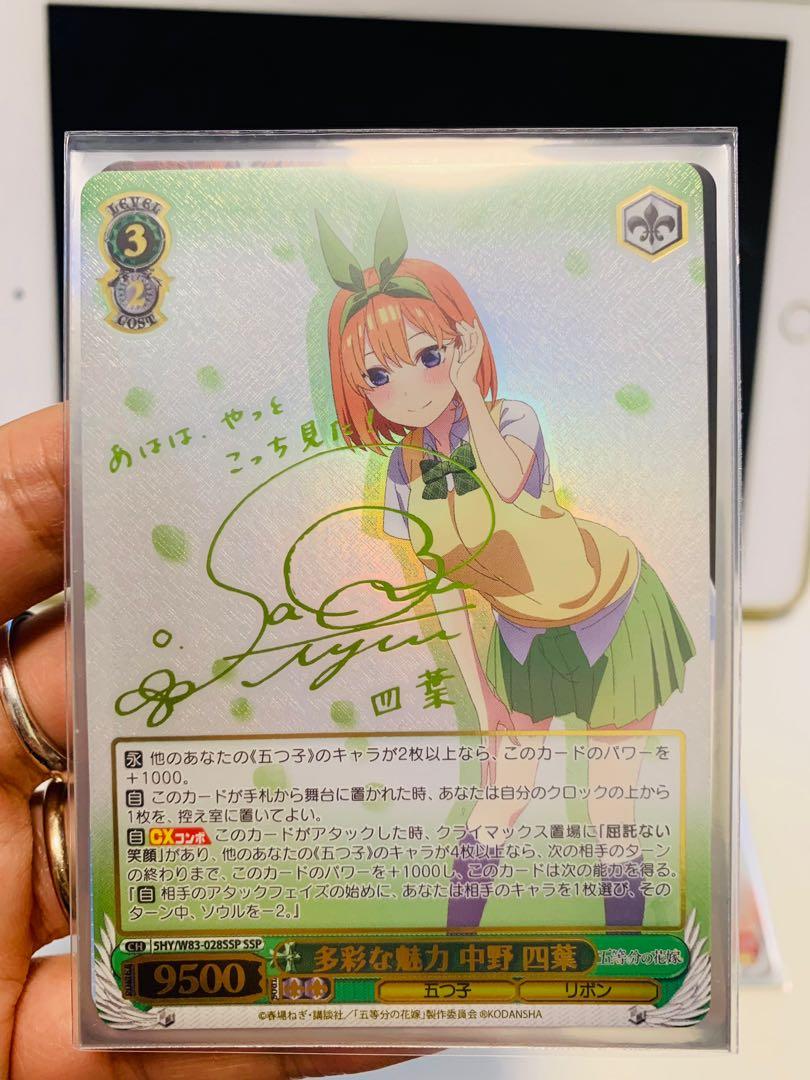 LEVEL
3
2
COST
あはは、やっと
こっち見た!
Sa
Ayu
四葉
永 他のあなたの《五つ子》のキャラが2枚以上なら、このカードのパワーを
+1000。
自 このカードが手札から舞台に置かれた時、あなたは自分のクロックの上から
1枚を、控え室に置いてよい。
自 CXコンボ このカードがアタックした時、クライマックス置場に「屈託ない
笑顔」があり、他のあなたの《五つ子》のキャラが4枚以上なら、次の相手のターン
の終わりまで、このカードのパワーを+1000し、このカードは次の能力を得る。
「自 相手のアタックフェイズの始めに、あなたは相手のキャラを1枚選び、その
ターン中、ソウルを-2。」
CH 5HY/W83-028SSP SSP
多彩な魅力 中野 四葉
五等分の花嫁
POWER
9500
SOUL
五つ子
リボン
©春場ねぎ・講談社/「五等分の花嫁」製作委員会 ®KODANSHA